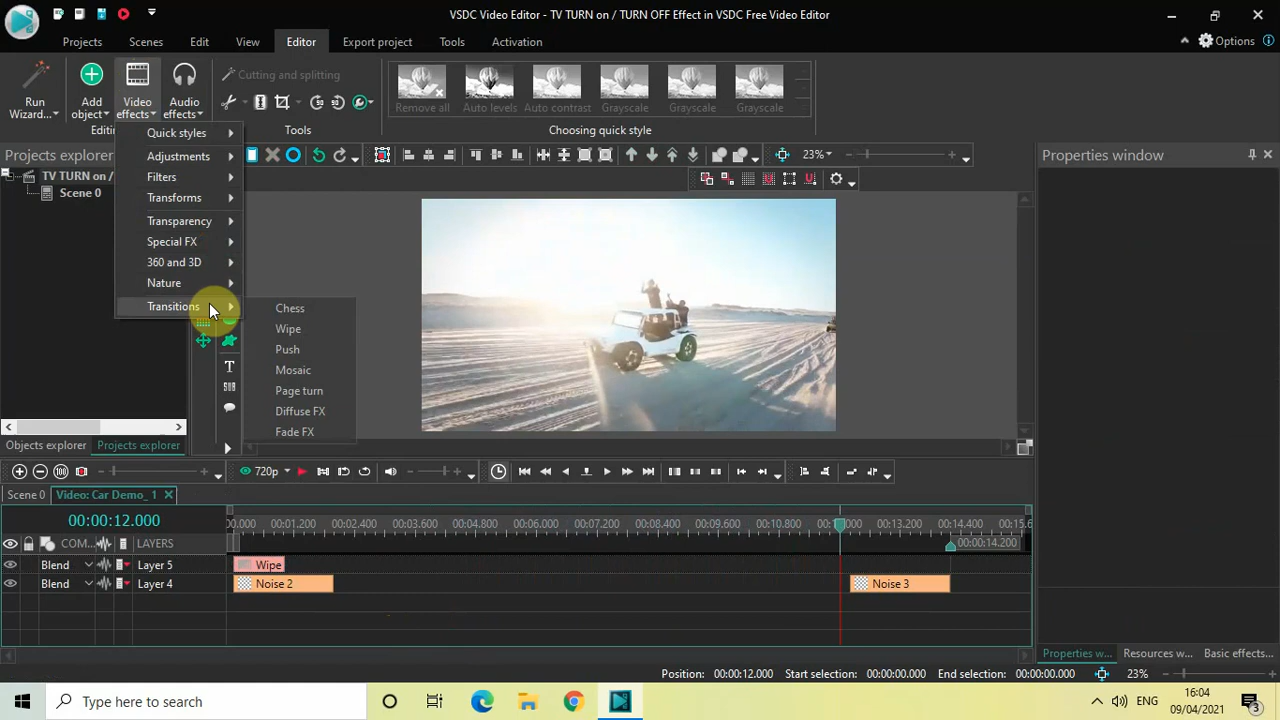 VSDC Video Editor - TV TURN on / TURN OFF Effect in VSDC Free Video Editor
Projects Scenes Edit View Editor Export project Tools Activation
Options
Run Wizard...
Add object
Video effects
Audio effects
Cutting and splitting
Remove all Auto levels Auto contrast Grayscale Grayscale Grayscale
Tools
Choosing quick style
Quick styles
Adjustments
Filters
Transforms
Transparency
Special FX
360 and 3D
Nature
Transitions
Chess
Wipe
Push
Mosaic
Page turn
Diffuse FX
Fade FX
Projects explorer
TV TURN on /
Scene 0
23%
Properties window
Objects explorer Projects explorer
720p
Scene 0 Video: Car Demo_ 1
00:00:12.000
0.000 00:01.200 00:02.400 00:03.600 00:04.800 00:06.000 00:07.200 00:08.400 00:09.600 00:10.800 00:13.200 00:14.400 00:15.6
00:00:14.200
COM... LAYERS
Blend Layer 5 Wipe
Blend Layer 4 Noise 2 Noise 3
Properties w... Resources w... Basic effects...
Position: 00:00:12.000 Start selection: 00:00:00.000 End selection: 00:00:00.000 23%
Type here to search
ENG
16:04
09/04/2021
3